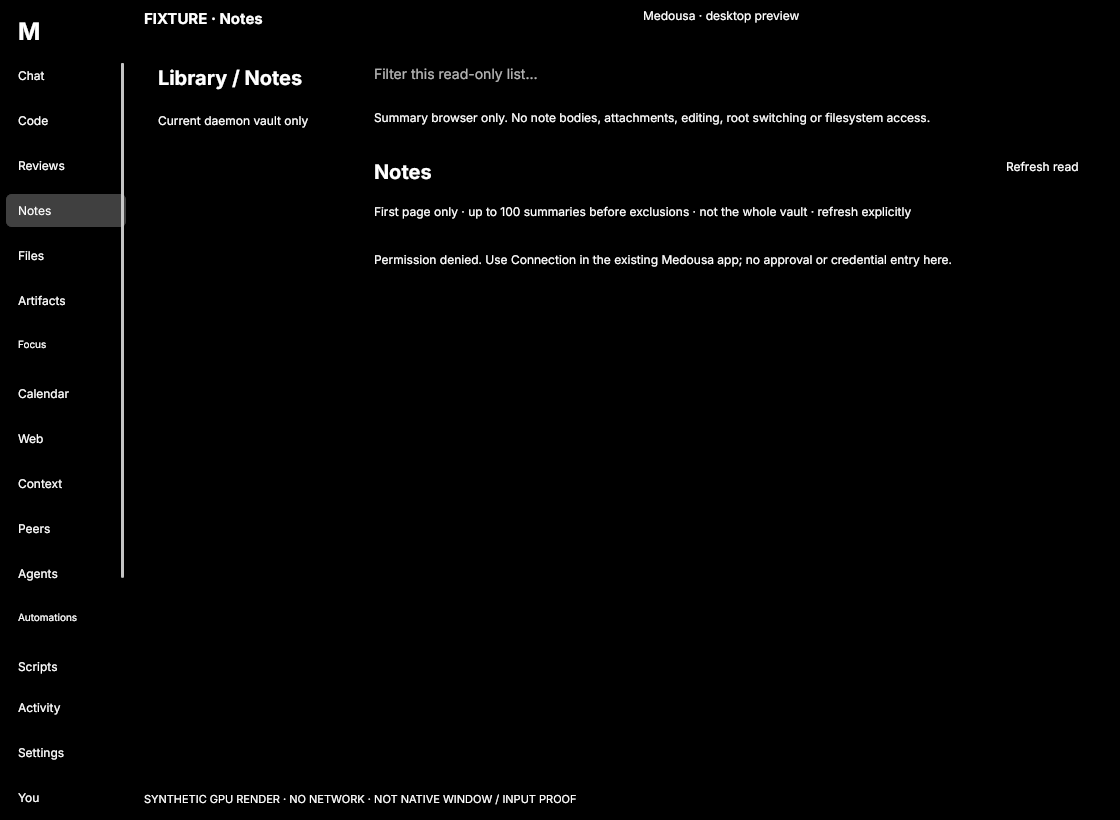 M
Chat
Code
Reviews
Notes
Files
Artifacts
Focus
Calendar
Web
Context
Peers
Agents
Automations
Scripts
Activity
Settings
You
FIXTURE · Notes
Medousa · desktop preview
Library / Notes
Current daemon vault only
Filter this read-only list...
Summary browser only. No note bodies, attachments, editing, root switching or filesystem access.
Notes
Refresh read
First page only · up to 100 summaries before exclusions · not the whole vault · refresh explicitly
Permission denied. Use Connection in the existing Medousa app; no approval or credential entry here.
SYNTHETIC GPU RENDER · NO NETWORK · NOT NATIVE WINDOW / INPUT PROOF